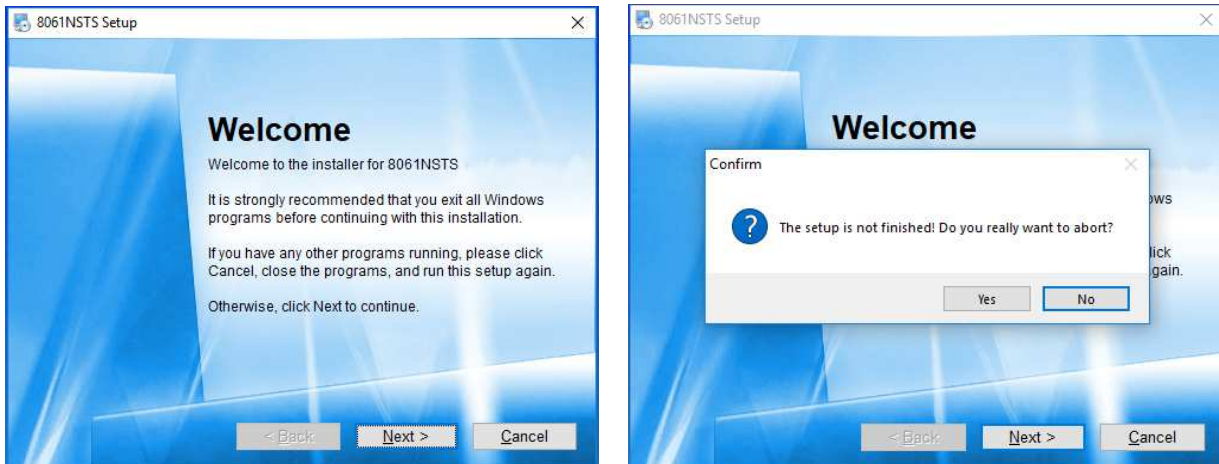 8061NSTS Setup
Welcome
Welcome to the installer for 8061NSTS
It is strongly recommended that you exit all Windows
programs before continuing with this installation.
If you have any other programs running, please click
Cancel, close the programs, and run this setup again.
Otherwise, click Next to continue.
< Back
Next >
Cancel
8061NSTS Setup
Welcome
Confirm
The setup is not finished! Do you really want to abort?
Yes
No
ows
lick
gain.
< Back
Next >
Cancel